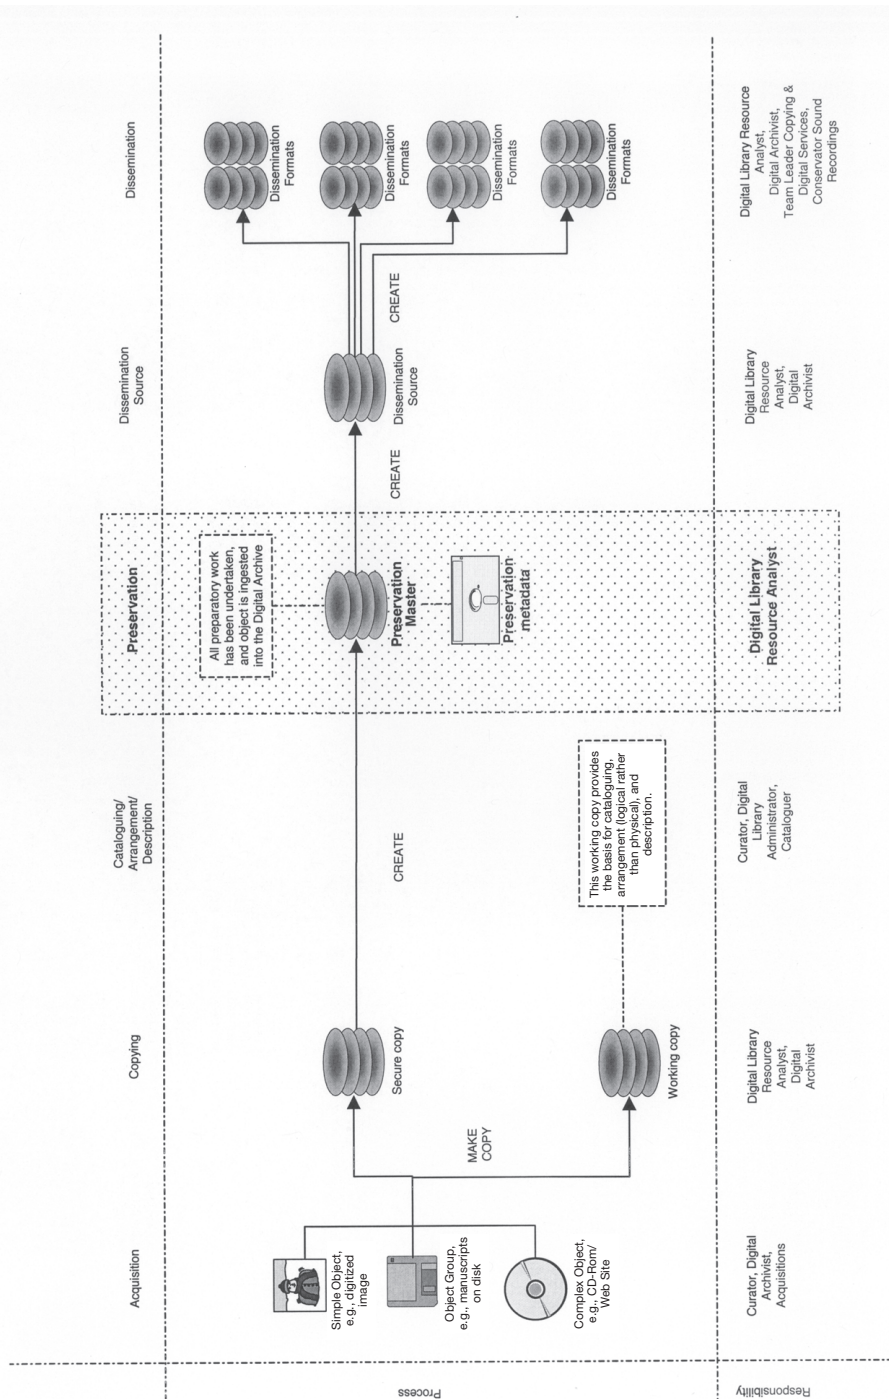 Acquisition
Copying
Cataloguing/
Arrangement/
Description
Preservation
Dissemination
Source
Dissemination
Process
Simple Object,
e.g., digitized
image
Object Group,
e.g., manuscripts
on disk
Complex Object,
e.g., CD-Rom/
Web Site
MAKE
COPY
Secure copy
Working copy
CREATE
This working copy provides
the basis for cataloguing,
arrangement (logical rather
than physical), and
description.
All preparatory work
has been undertaken,
and object is ingested
into the Digital Archive
Preservation
Master
Preservation
metadata
CREATE
Dissemination
Source
CREATE
Dissemination
Formats
Dissemination
Formats
Dissemination
Formats
Dissemination
Formats
Responsibility
Curator, Digital
Archivist,
Acquisitions
Digital Library
Resource
Analyst,
Digital
Archivist
Curator, Digital
Library
Administrator,
Cataloguer
Digital Library
Resource Analyst
Digital Library
Resource
Analyst,
Digital
Archivist
Digital Library Resource
Analyst,
Digital Archivist,
Team Leader Copying &
Digital Services,
Conservator Sound
Recordings